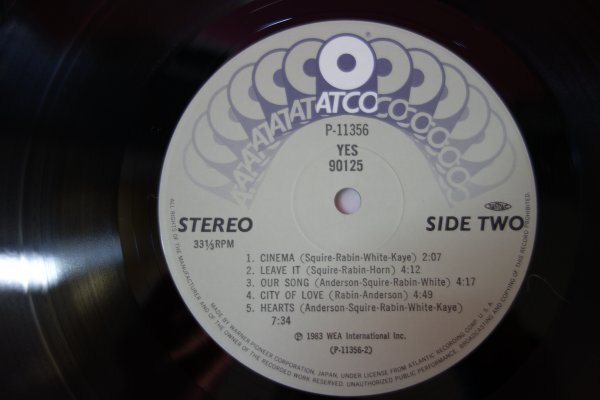 ATCO
P-11356
YES
90125
STEREO
33⅓RPM
SIDE TWO
1. CINEMA (Squire-Rabin-White-Kaye) 2:07
2. LEAVE IT (Squire-Rabin-Horn) 4:12
3. OUR SONG (Anderson-Squire-Rabin-White) 4:17
4. CITY OF LOVE (Rabin-Anderson) 4:49
5. HEARTS (Anderson-Squire-Rabin-White-Kaye)
7:34
℗ 1983 WEA International Inc.
(P-11356-2)
ALL RIGHTS OF THE MANUFACTURER AND OF THE OWNER OF THE RECORDED WORK RESERVED. UNAUTHORIZED PUBLIC PERFORMANCE, BROADCASTING AND COPYING OF THIS RECORD PROHIBITED.
MADE BY WARNER-PIONEER CORPORATION, JAPAN, UNDER LICENSE FROM ATLANTIC RECORDING CORP. U.S.A.